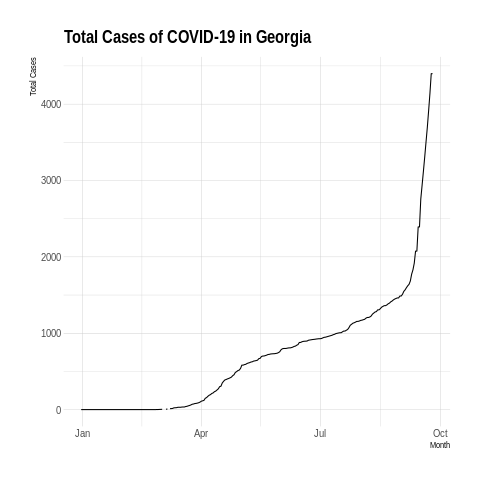 Total Cases of COVID-19 in Georgia
Total Cases
4000
3000
2000
1000
0
Jan Apr Jul Oct
Month